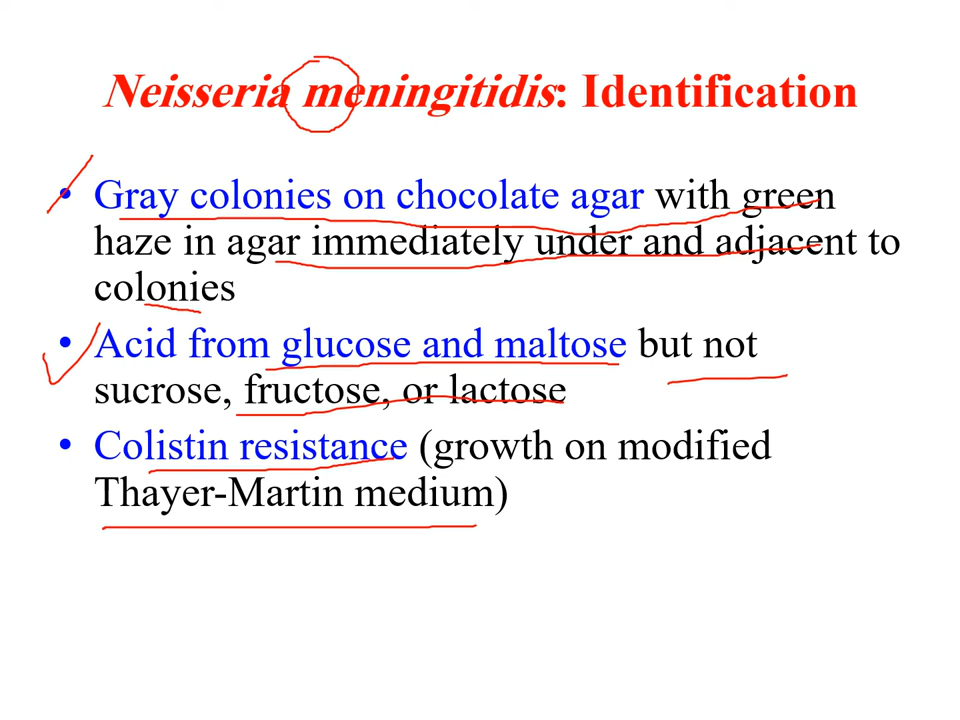 Neisseria meningitidis: Identification
• Gray colonies on chocolate agar with green
haze in agar immediately under and adjacent to
colonies
• Acid from glucose and maltose but not
sucrose, fructose, or lactose
• Colistin resistance (growth on modified
Thayer-Martin medium)